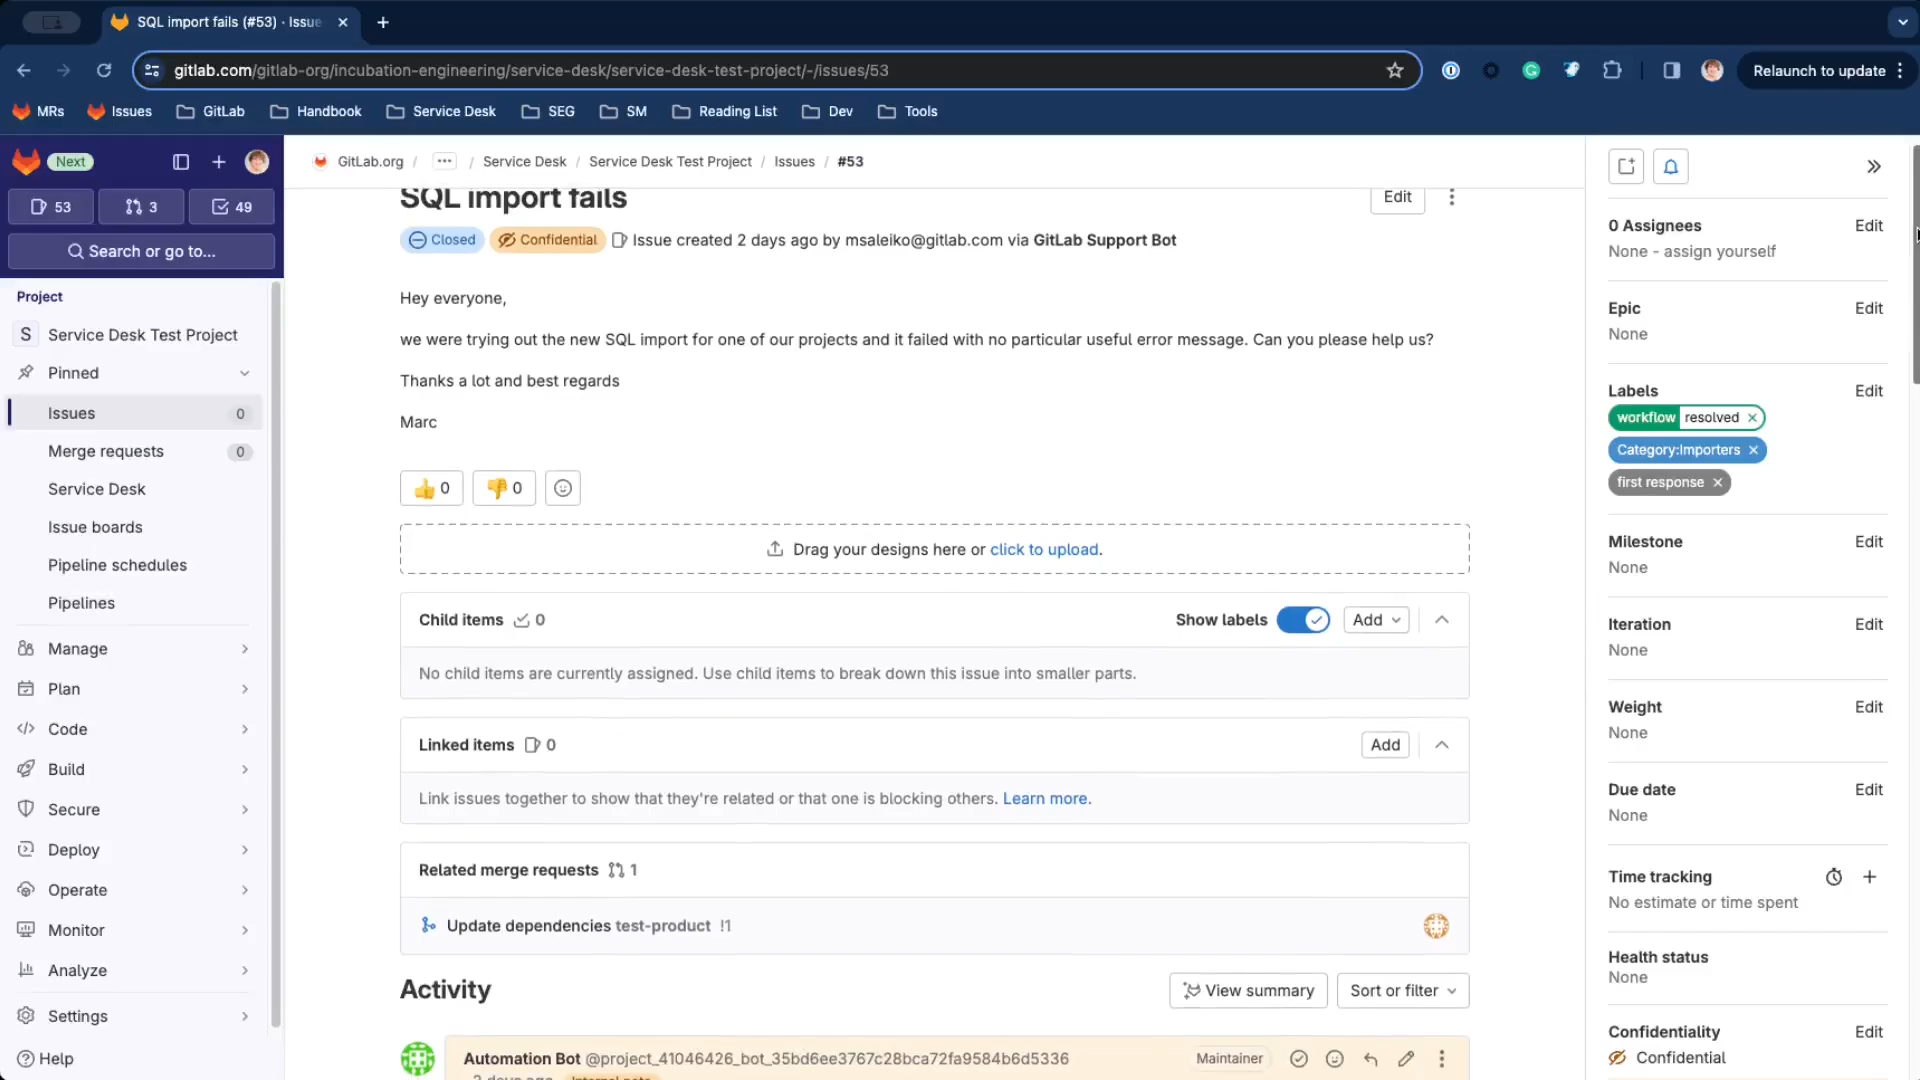 SQL import fails (#53) · Issue
gitlab.com/gitlab-org/incubation-engineering/service-desk/service-desk-test-project/-/issues/53
Relaunch to update
MRs
Issues
GitLab
Handbook
Service Desk
SEG
SM
Reading List
Dev
Tools
Next
53
3
49
Search or go to...
Project
S Service Desk Test Project
Pinned
Issues 0
Merge requests 0
Service Desk
Issue boards
Pipeline schedules
Pipelines
Manage
Plan
Code
Build
Secure
Deploy
Operate
Monitor
Analyze
Settings
Help
GitLab.org / ... / Service Desk / Service Desk Test Project / Issues / #53
SQL import fails
Edit
Closed Confidential Issue created 2 days ago by msaleiko@gitlab.com via GitLab Support Bot
Hey everyone,
we were trying out the new SQL import for one of our projects and it failed with no particular useful error message. Can you please help us?
Thanks a lot and best regards
Marc
0
0
Drag your designs here or click to upload.
Child items 0
Show labels
Add
No child items are currently assigned. Use child items to break down this issue into smaller parts.
Linked items 0
Add
Link issues together to show that they're related or that one is blocking others. Learn more.
Related merge requests 1
Update dependencies test-product !1
Activity
View summary
Sort or filter
Automation Bot @project_41046426_bot_35bd6ee3767c28bca72fa9584b6d5336
Maintainer
0 Assignees Edit
None - assign yourself
Epic Edit
None
Labels Edit
workflow resolved
Category:Importers
first response
Milestone Edit
None
Iteration Edit
None
Weight Edit
None
Due date Edit
None
Time tracking
No estimate or time spent
Health status
None
Confidentiality Edit
Confidential